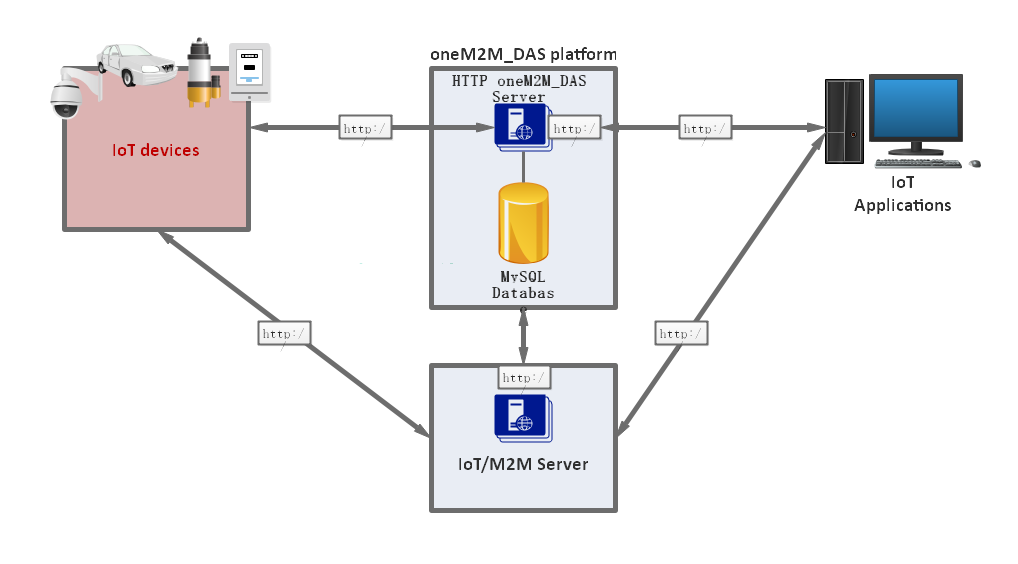 oneM2M_DAS platform
HTTP oneM2M_DAS
Server
http:/
http:/
http:/
IoT devices
IoT
Applications
MySQL
Databas
http:/
http:/
http:/
IoT/M2M Server